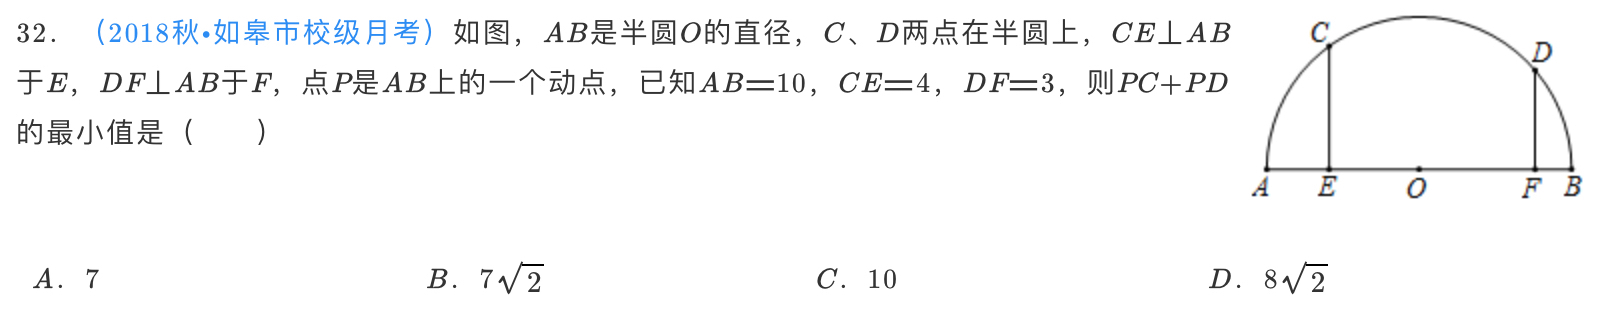 32. （2018秋•如皋市校级月考）如图，AB是半圆O的直径，C、D两点在半圆上，CE⊥AB
于E，DF⊥AB于F，点P是AB上的一个动点，已知AB=10，CE=4，DF=3，则PC+PD
的最小值是（　　）
C
D
A E O F B
A. 7 B. 7√2 C. 10 D. 8√2